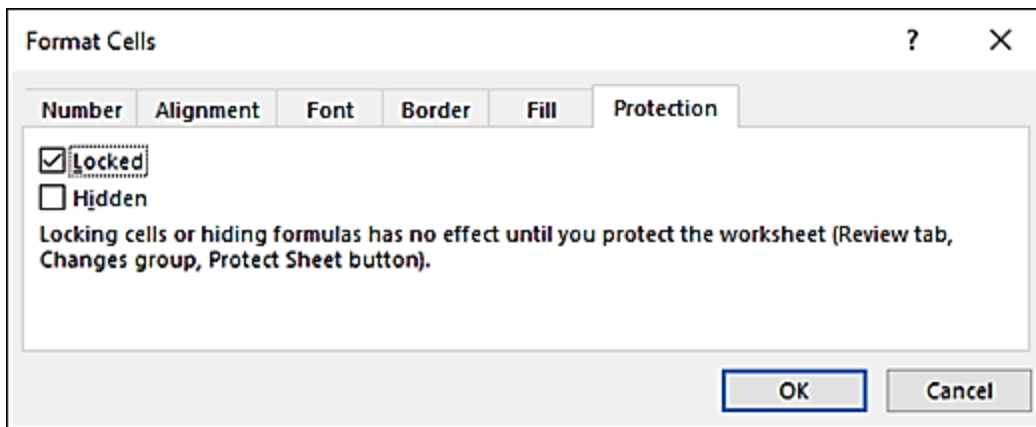 Format Cells ?
Number Alignment Font Border Fill Protection
Locked
Hidden
Locking cells or hiding formulas has no effect until you protect the worksheet (Review tab,
Changes group, Protect Sheet button).
OK Cancel